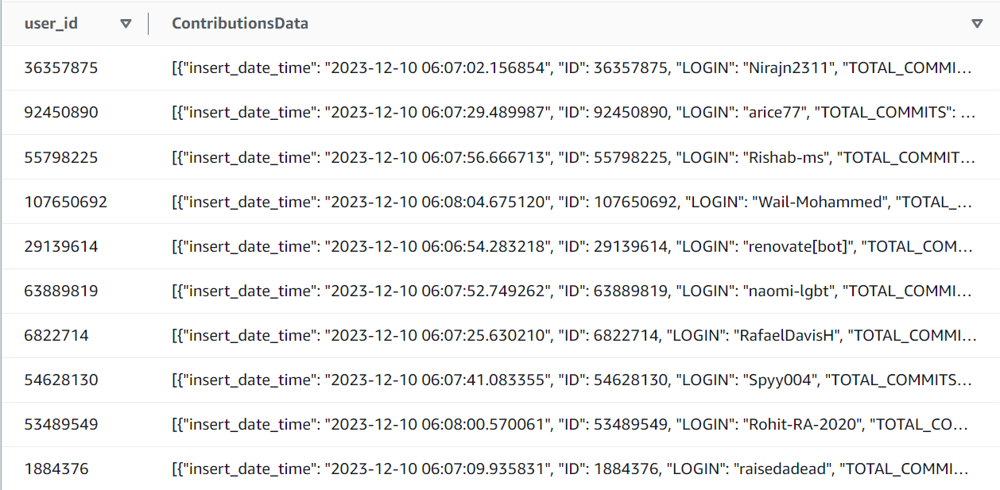 user_id ContributionsData
36357875 [{"insert_date_time": "2023-12-10 06:07:02.156854", "ID": 36357875, "LOGIN": "Nirajn2311", "TOTAL_COMMI...
92450890 [{"insert_date_time": "2023-12-10 06:07:29.489987", "ID": 92450890, "LOGIN": "arice77", "TOTAL_COMMITS": ...
55798225 [{"insert_date_time": "2023-12-10 06:07:56.666713", "ID": 55798225, "LOGIN": "Rishab-ms", "TOTAL_COMMIT...
107650692 [{"insert_date_time": "2023-12-10 06:08:04.675120", "ID": 107650692, "LOGIN": "Wail-Mohammed", "TOTAL_...
29139614 [{"insert_date_time": "2023-12-10 06:06:54.283218", "ID": 29139614, "LOGIN": "renovate[bot]", "TOTAL_COM...
63889819 [{"insert_date_time": "2023-12-10 06:07:52.749262", "ID": 63889819, "LOGIN": "naomi-lgbt", "TOTAL_COMMI...
6822714 [{"insert_date_time": "2023-12-10 06:07:25.630210", "ID": 6822714, "LOGIN": "RafaelDavisH", "TOTAL_COMMI...
54628130 [{"insert_date_time": "2023-12-10 06:07:41.083355", "ID": 54628130, "LOGIN": "Spyy004", "TOTAL_COMMITS...
53489549 [{"insert_date_time": "2023-12-10 06:08:00.570061", "ID": 53489549, "LOGIN": "Rohit-RA-2020", "TOTAL_CO...
1884376 [{"insert_date_time": "2023-12-10 06:07:09.935831", "ID": 1884376, "LOGIN": "raisedadead", "TOTAL_COMMI...